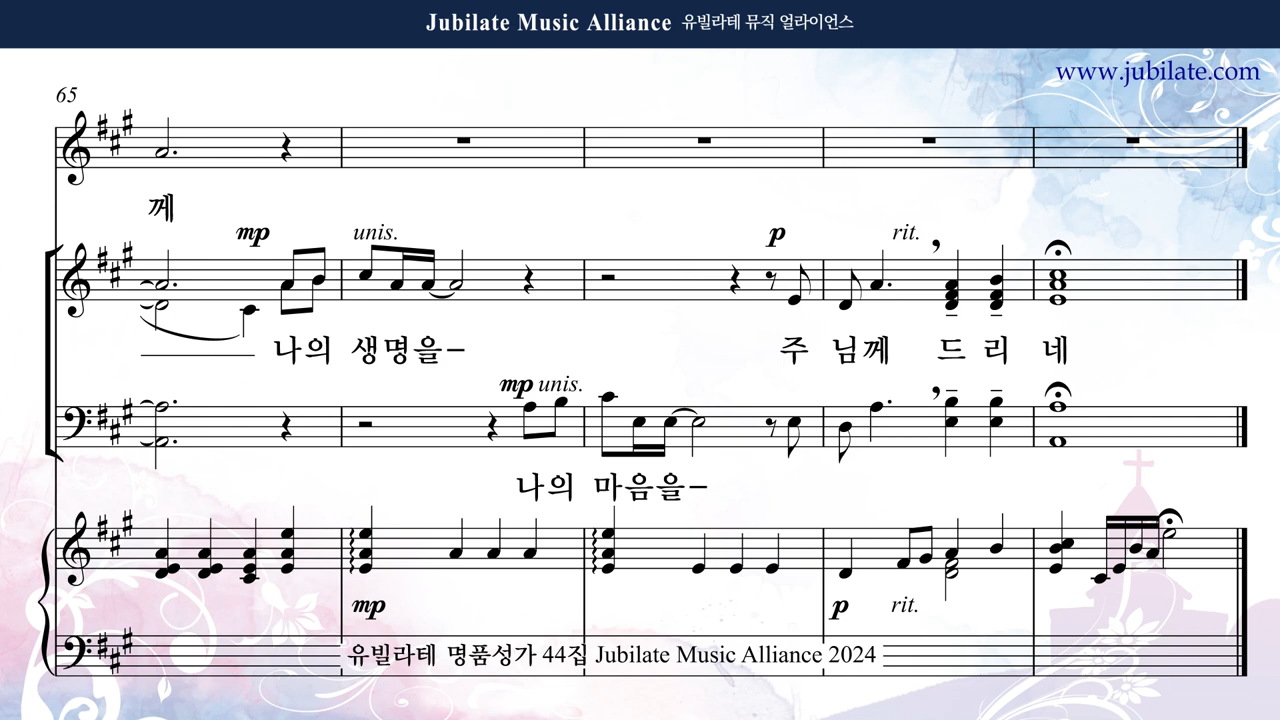 Jubilate Music Alliance 유빌라테 뮤직 얼라이언스
www.jubilate.com
65
께
mp unis. p rit.
나의 생명을- 주 님께 드 리 네
mp unis.
나의 마음을-
mp p rit.
유빌라테 명품성가 44집 Jubilate Music Alliance 2024